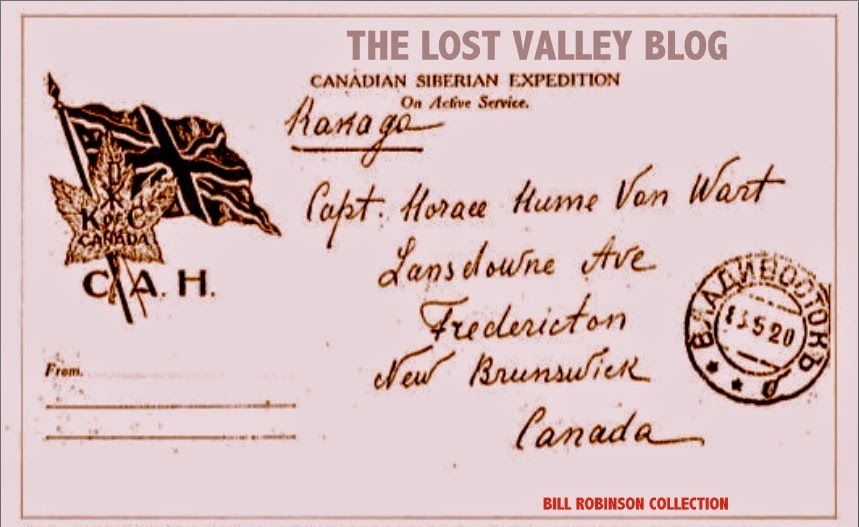 THE LOST VALLEY BLOG
CANADIAN SIBERIAN EXPEDITION
On Active Service.
Канада
Capt. Horace Hume Van Wart
Lansdowne Ave
Fredericton
New Brunswick
Canada
K OF C
CANADA
C.A.H.
From
ВЛАДИВОСТОКЪ
13 5 20
BILL ROBINSON COLLECTION